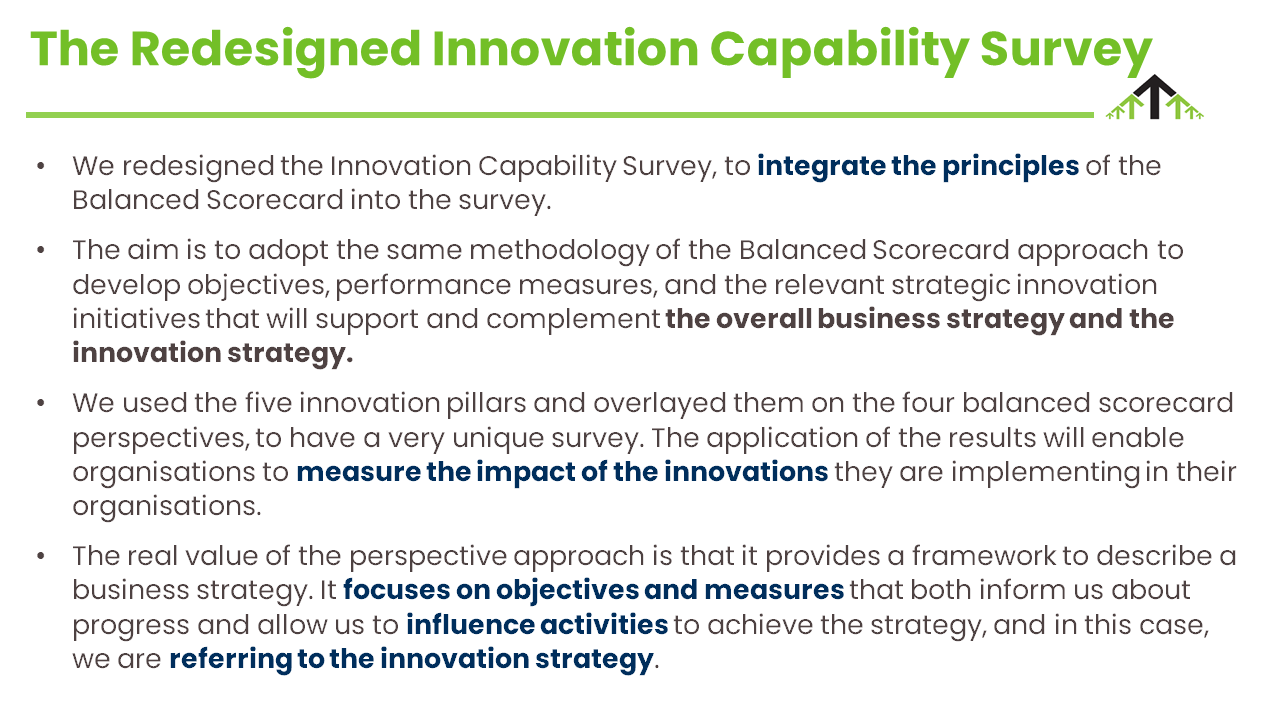 The Redesigned Innovation Capability Survey
• We redesigned the Innovation Capability Survey, to integrate the principles of the
Balanced Scorecard into the survey.
• The aim is to adopt the same methodology of the Balanced Scorecard approach to
develop objectives, performance measures, and the relevant strategic innovation
initiatives that will support and complement the overall business strategy and the
innovation strategy.
• We used the five innovation pillars and overlayed them on the four balanced scorecard
perspectives, to have a very unique survey. The application of the results will enable
organisations to measure the impact of the innovations they are implementing in their
organisations.
• The real value of the perspective approach is that it provides a framework to describe a
business strategy. It focuses on objectives and measures that both inform us about
progress and allow us to influence activities to achieve the strategy, and in this case,
we are referring to the innovation strategy.